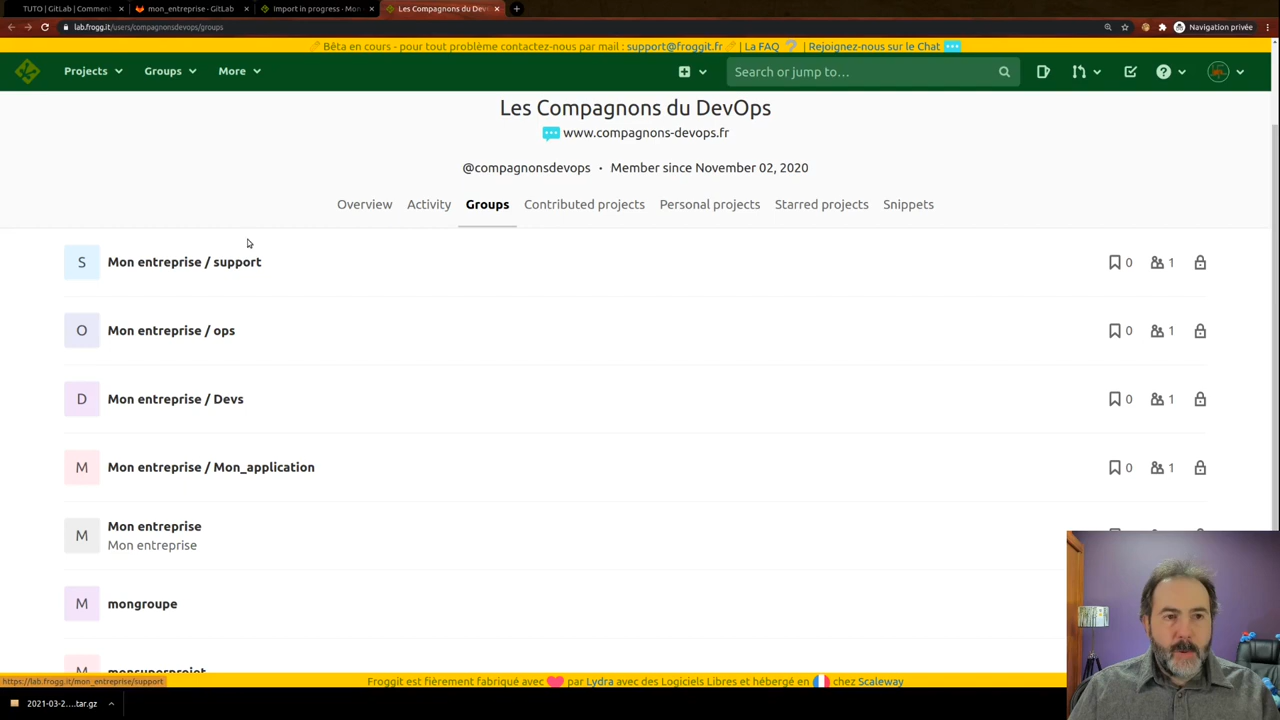 TUTO | GitLab | Comment
mon_entreprise · GitLab
Import in progress · Mon
Les Compagnons du Dev
lab.frogg.it/users/compagnonsdevops/groups
Navigation privée
Bêta en cours - pour tout problème contactez-nous par mail : support@froggit.fr | La FAQ | Rejoignez-nous sur le Chat
Projects Groups More Search or jump to…
Les Compagnons du DevOps
www.compagnons-devops.fr
@compagnonsdevops · Member since November 02, 2020
Overview Activity Groups Contributed projects Personal projects Starred projects Snippets
S Mon entreprise / support 0 1
O Mon entreprise / ops 0 1
D Mon entreprise / Devs 0 1
M Mon entreprise / Mon_application 0 1
M Mon entreprise
Mon entreprise
M mongroupe
M monsuperprojet
https://lab.frogg.it/mon_entreprise/support
Froggit est fièrement fabriqué avec par Lydra avec des Logiciels Libres et hébergé en chez Scaleway
2021-03-2....tar.gz